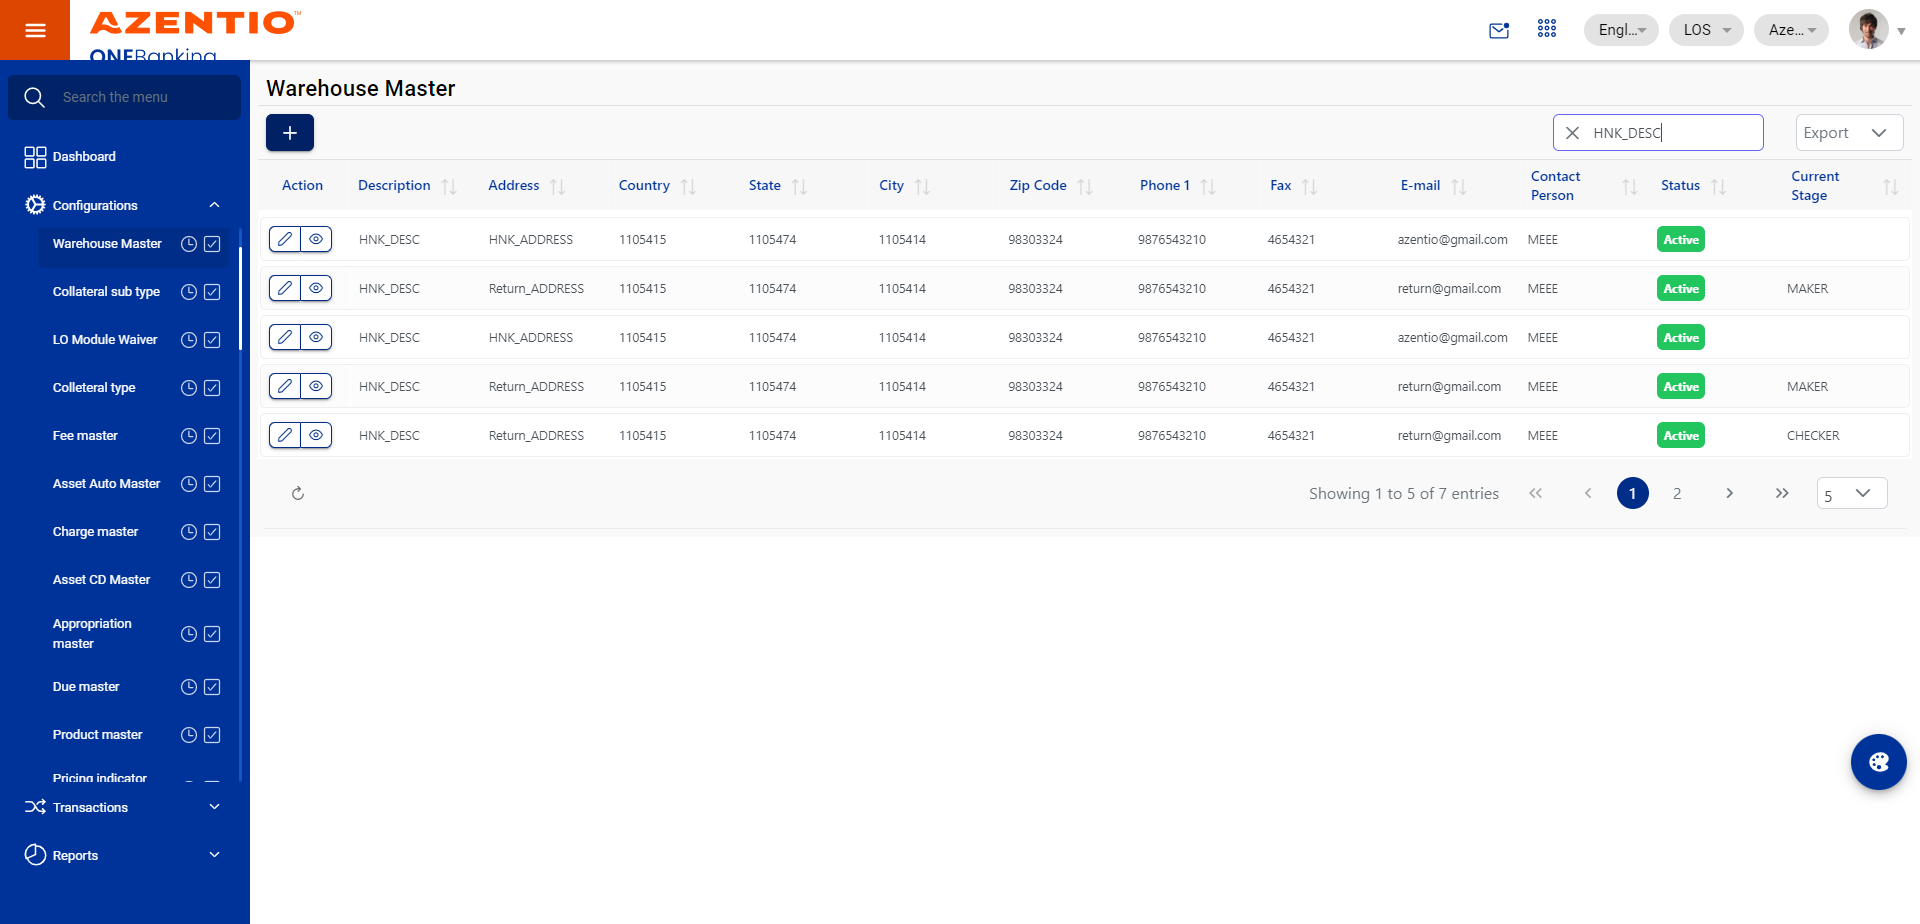 AZENTIO™
ONEBanking
Engl...
LOS
Aze...
Search the menu
Dashboard
Configurations
Warehouse Master
Collateral sub type
LO Module Waiver
Colleteral type
Fee master
Asset Auto Master
Charge master
Asset CD Master
Appropriation
master
Due master
Product master
Pricing indicator
Transactions
Reports
Warehouse Master
+
HNK_DESC
Export
Action Description Address Country State City Zip Code Phone 1 Fax E-mail Contact Person Status Current Stage
HNK_DESC HNK_ADDRESS 1105415 1105474 1105414 98303324 9876543210 4654321 azentio@gmail.com MEEE Active
HNK_DESC Return_ADDRESS 1105415 1105474 1105414 98303324 9876543210 4654321 return@gmail.com MEEE Active MAKER
HNK_DESC HNK_ADDRESS 1105415 1105474 1105414 98303324 9876543210 4654321 azentio@gmail.com MEEE Active
HNK_DESC Return_ADDRESS 1105415 1105474 1105414 98303324 9876543210 4654321 return@gmail.com MEEE Active MAKER
HNK_DESC Return_ADDRESS 1105415 1105474 1105414 98303324 9876543210 4654321 return@gmail.com MEEE Active CHECKER
Showing 1 to 5 of 7 entries 1 2 5